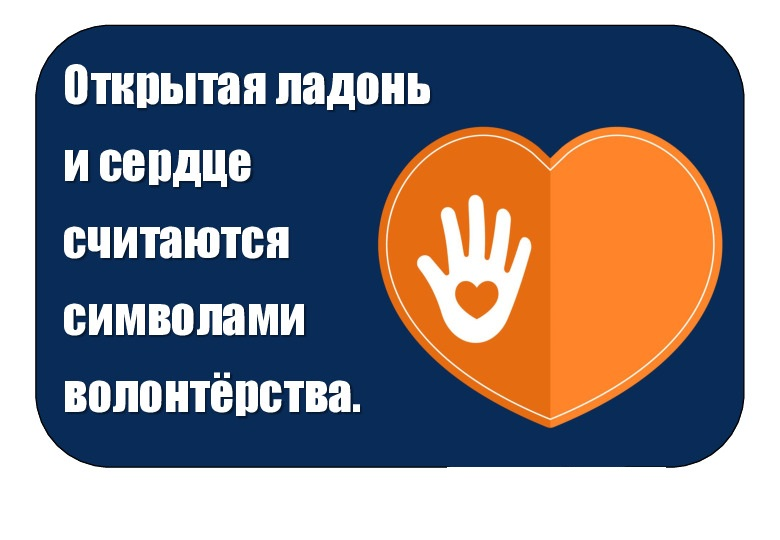 Открытая ладонь
и сердце
считаются
символами
волонтёрства.